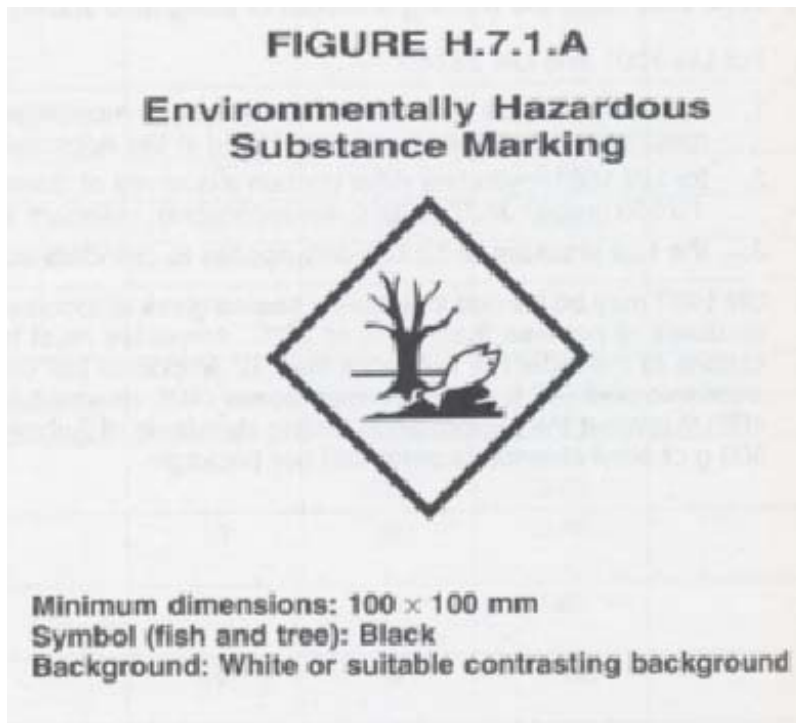 FIGURE H.7.1.A
Environmentally Hazardous
Substance Marking
Minimum dimensions: 100 × 100 mm
Symbol (fish and tree): Black
Background: White or suitable contrasting background